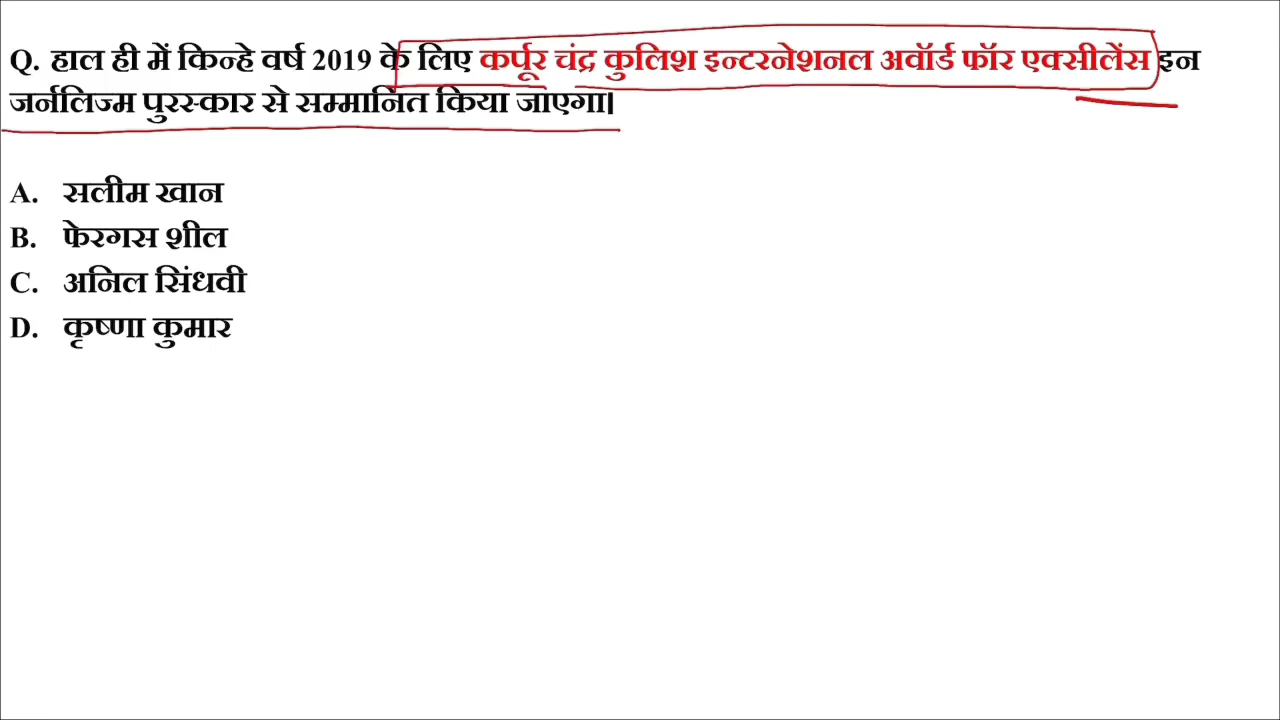 Q. हाल ही में किन्हे वर्ष 2019 के लिए कर्पूर चंद्र कुलिश इन्टरनेशनल अवॉर्ड फॉर एक्सीलेंस इन
जर्नलिज्म पुरस्कार से सम्मानित किया जाएगा।
A. सलीम खान
B. फेरगस शील
C. अनिल सिंधवी
D. कृष्णा कुमार